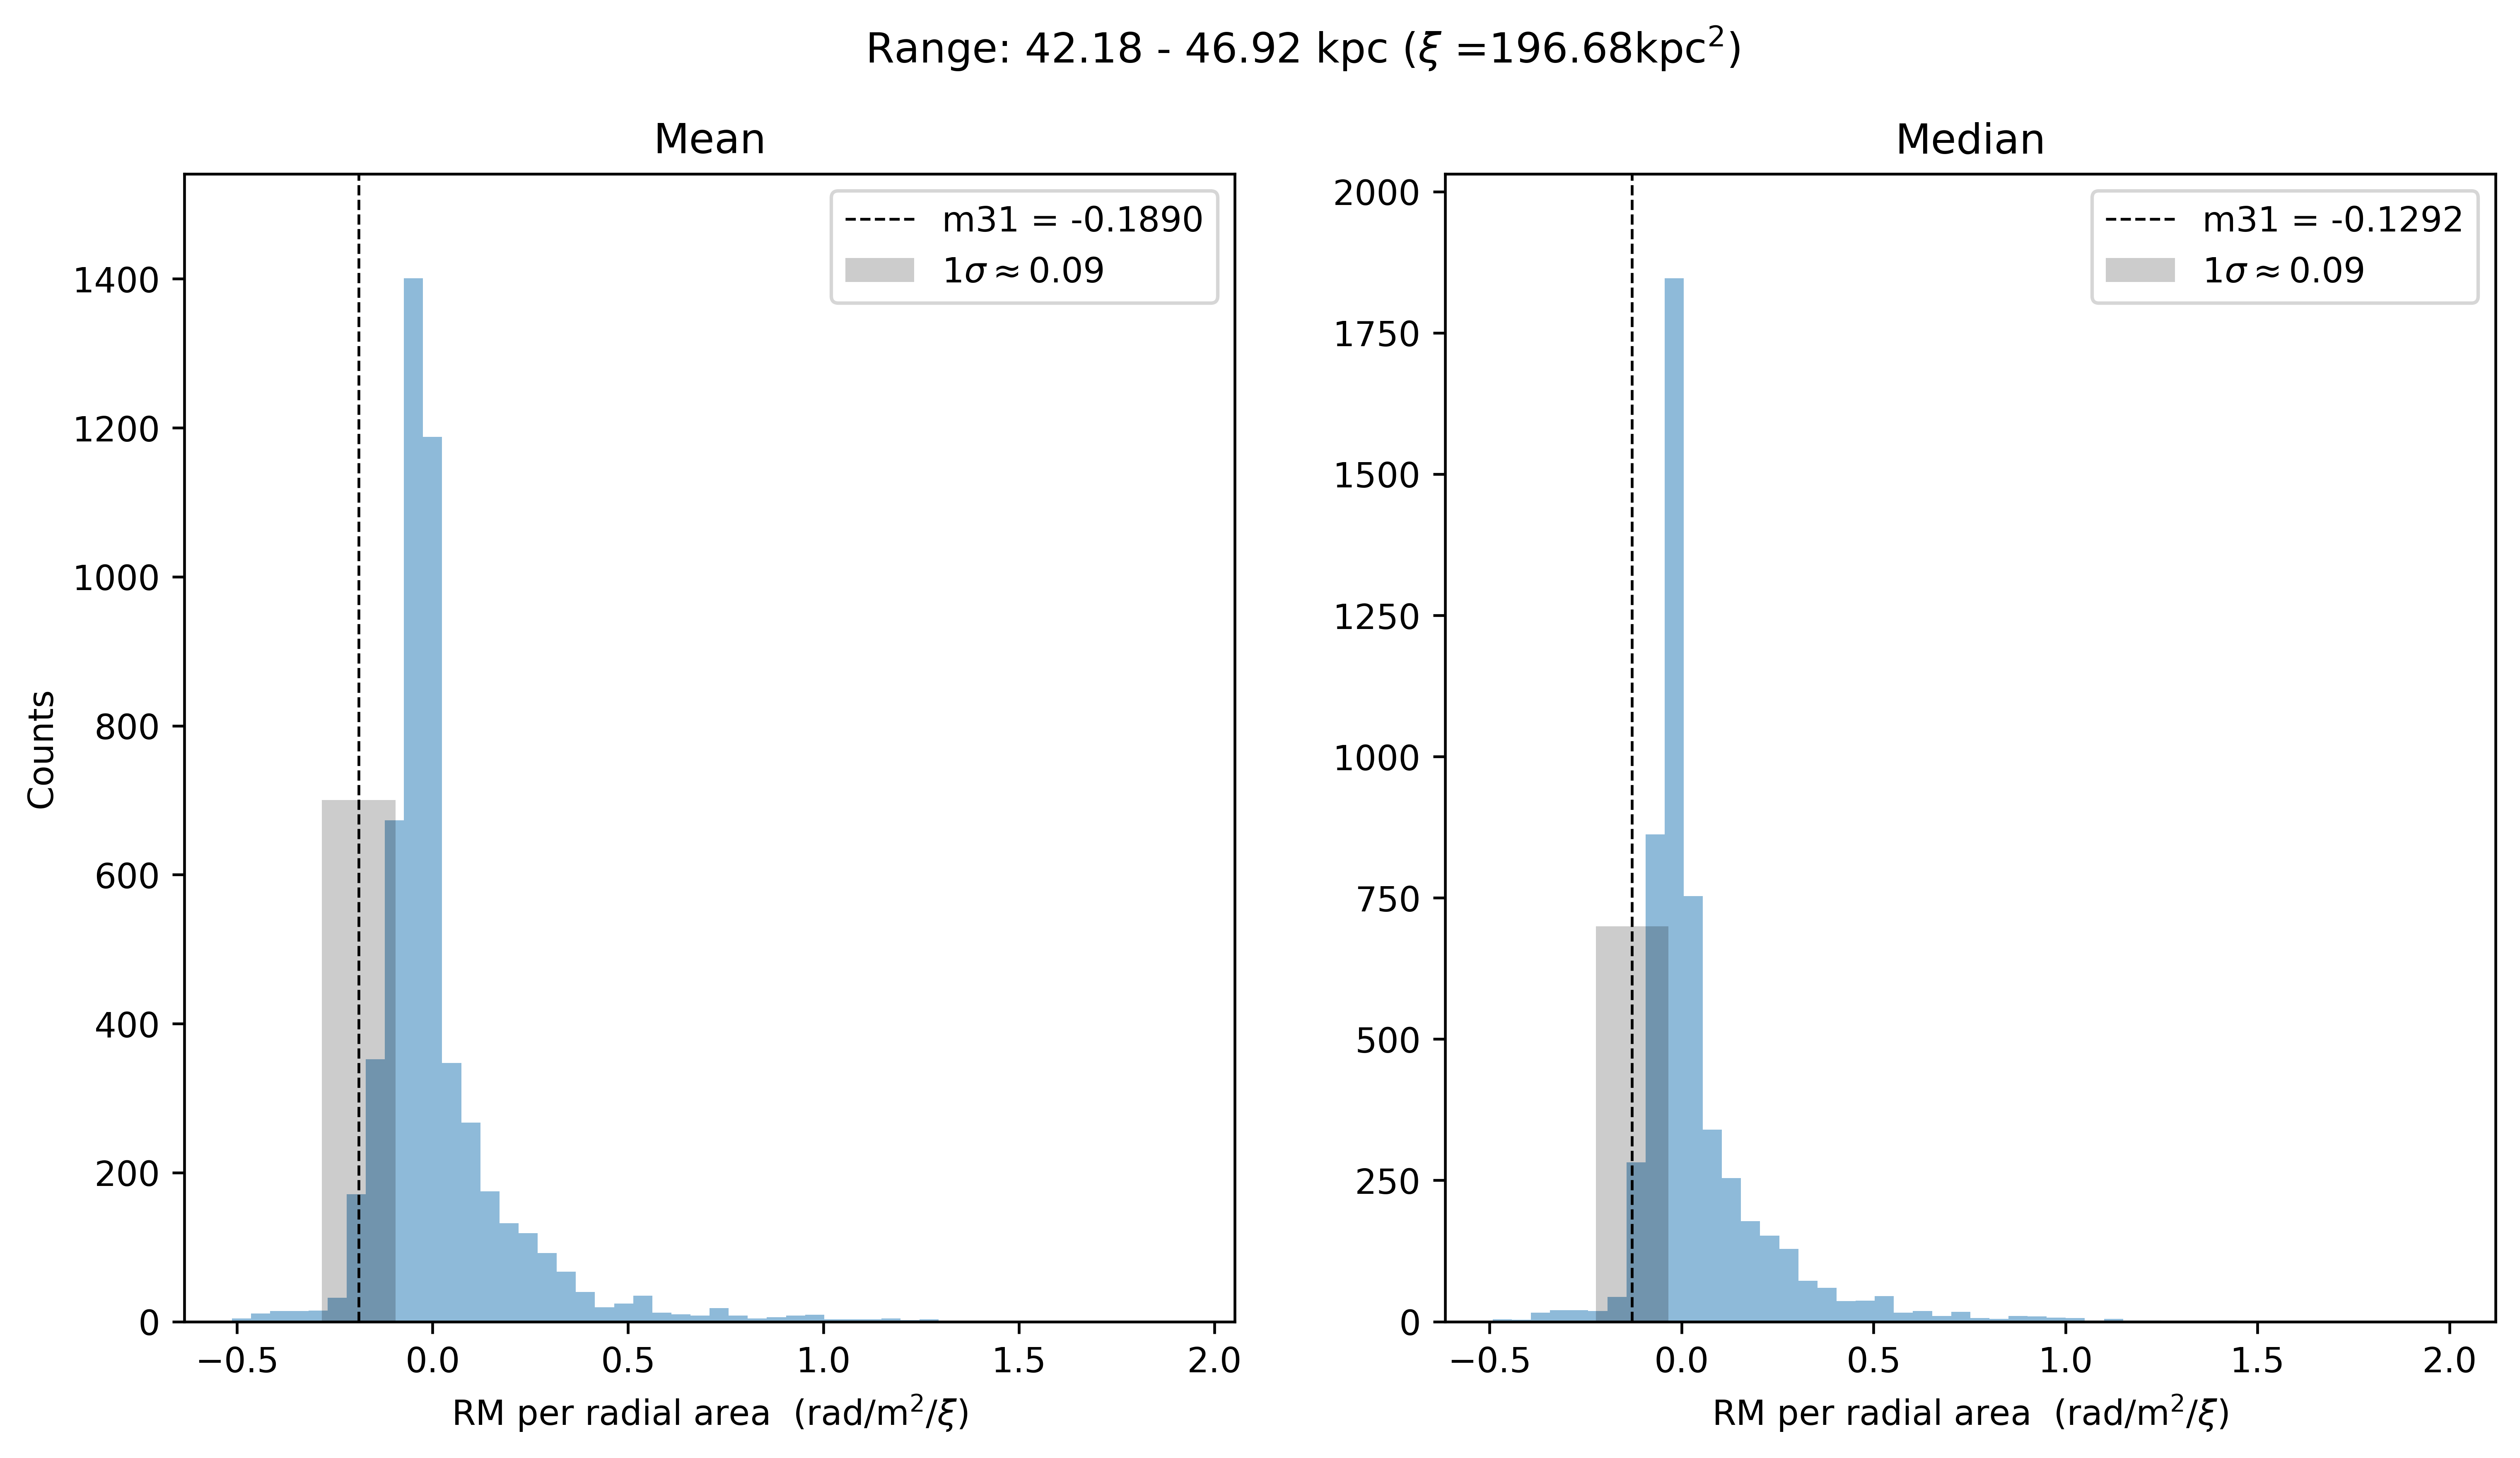 Range: 42.18 - 46.92 kpc (ξ =196.68kpc²)
Mean
m31 = -0.1890
1σ ≈ 0.09
1400
1200
1000
800
600
400
200
0
Counts
−0.5 0.0 0.5 1.0 1.5 2.0
RM per radial area (rad/m²/ξ)
Median
m31 = -0.1292
1σ ≈ 0.09
2000
1750
1500
1250
1000
750
500
250
0
−0.5 0.0 0.5 1.0 1.5 2.0
RM per radial area (rad/m²/ξ)